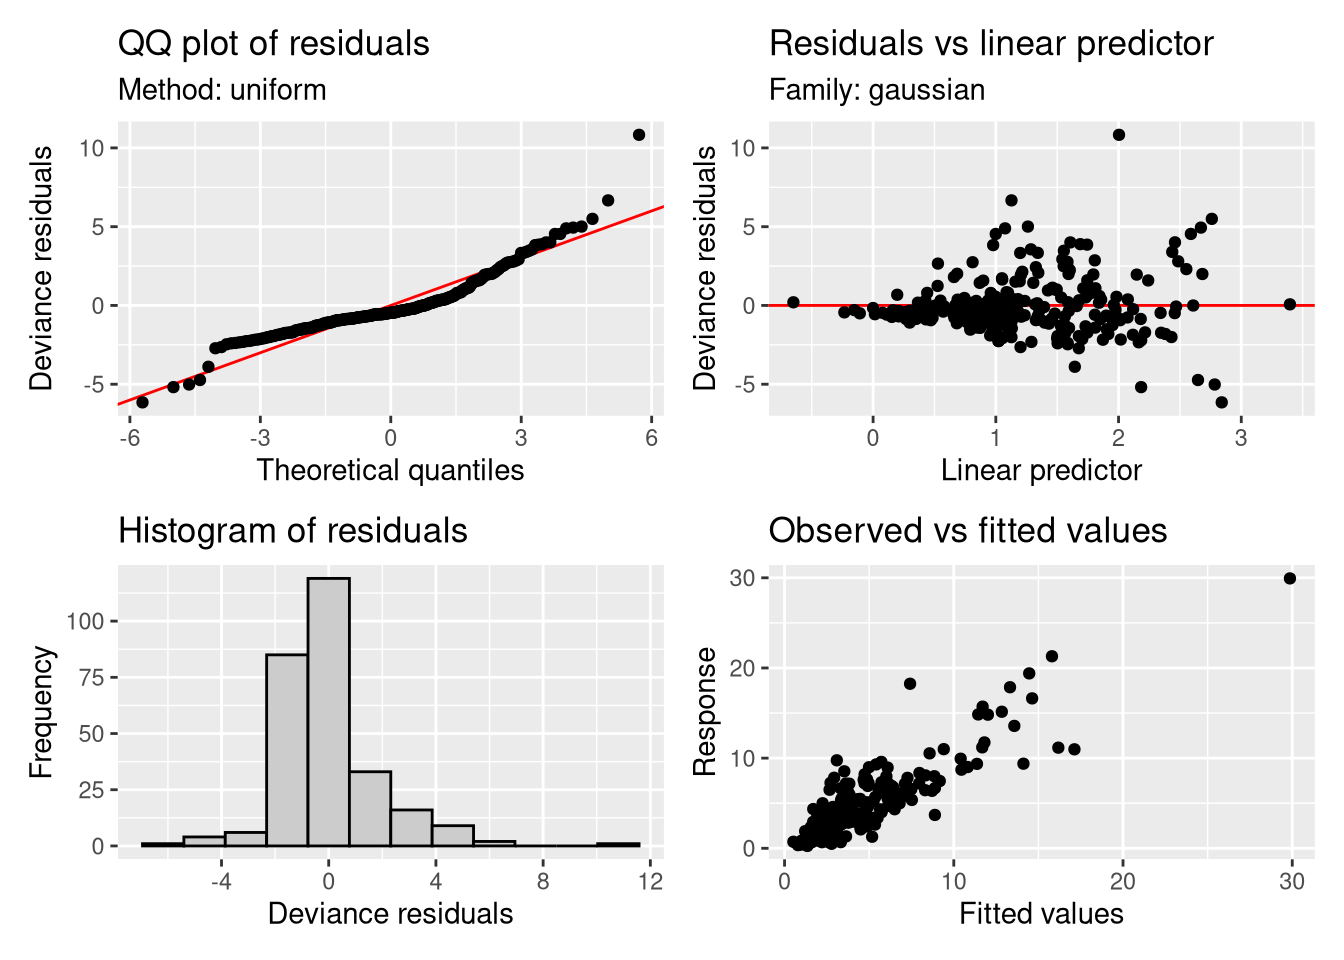 QQ plot of residuals
Method: uniform
10
5
0
-5
Deviance residuals
-6
-3
0
3
6
Theoretical quantiles
Residuals vs linear predictor
Family: gaussian
10
5
0
-5
Deviance residuals
0
1
2
3
Linear predictor
Histogram of residuals
100
75
50
25
0
Frequency
-4
0
4
8
12
Deviance residuals
Observed vs fitted values
30
20
10
0
Response
0
10
20
30
Fitted values